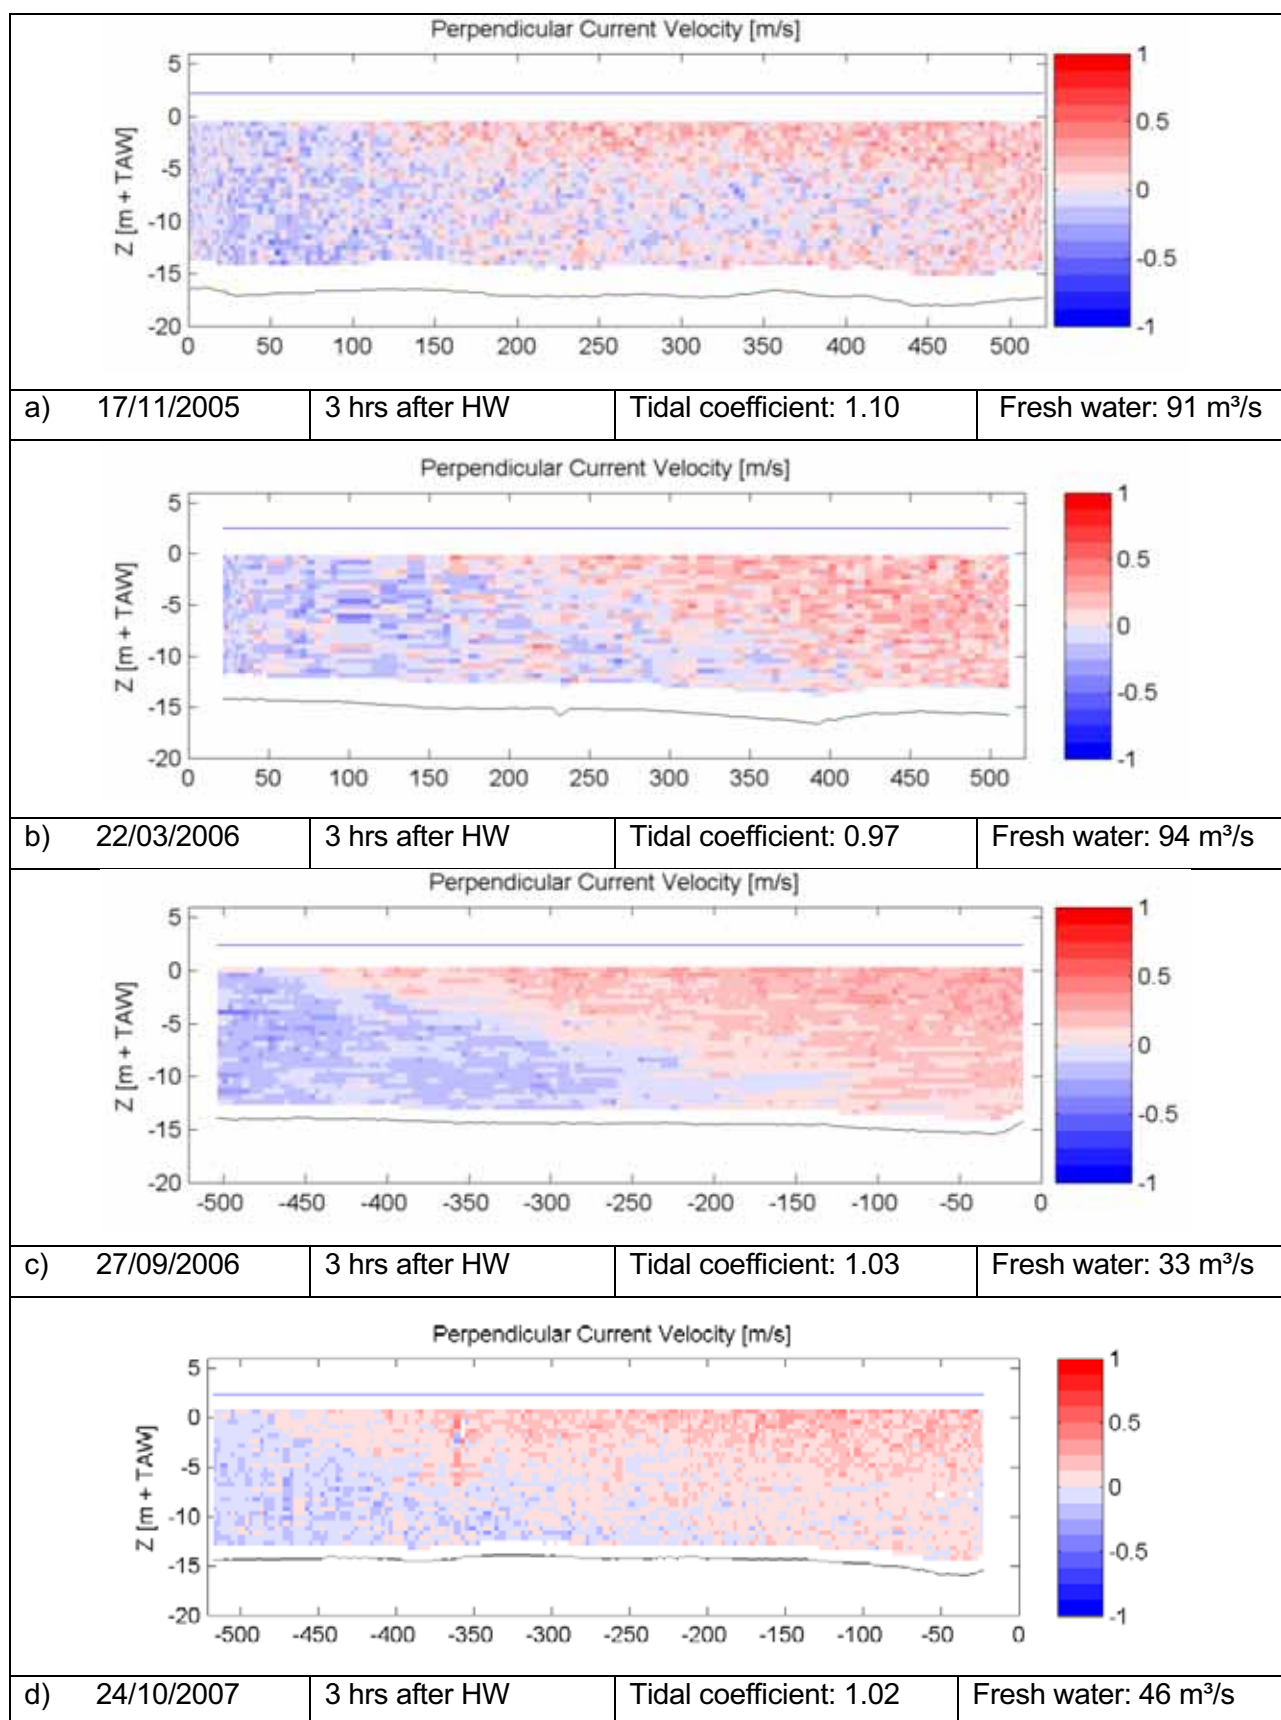 Perpendicular Current Velocity [m/s]
Z [m + TAW]
5
0
-5
-10
-15
-20
0 50 100 150 200 250 300 350 400 450 500
1
0.5
0
-0.5
-1
a) 17/11/2005 3 hrs after HW Tidal coefficient: 1.10 Fresh water: 91 m³/s
Perpendicular Current Velocity [m/s]
Z [m + TAW]
5
0
-5
-10
-15
-20
0 50 100 150 200 250 300 350 400 450 500
1
0.5
0
-0.5
-1
b) 22/03/2006 3 hrs after HW Tidal coefficient: 0.97 Fresh water: 94 m³/s
Perpendicular Current Velocity [m/s]
Z [m + TAW]
5
0
-5
-10
-15
-20
-500 -450 -400 -350 -300 -250 -200 -150 -100 -50 0
1
0.5
0
-0.5
-1
c) 27/09/2006 3 hrs after HW Tidal coefficient: 1.03 Fresh water: 33 m³/s
Perpendicular Current Velocity [m/s]
Z [m + TAW]
5
0
-5
-10
-15
-20
-500 -450 -400 -350 -300 -250 -200 -150 -100 -50 0
1
0.5
0
-0.5
-1
d) 24/10/2007 3 hrs after HW Tidal coefficient: 1.02 Fresh water: 46 m³/s